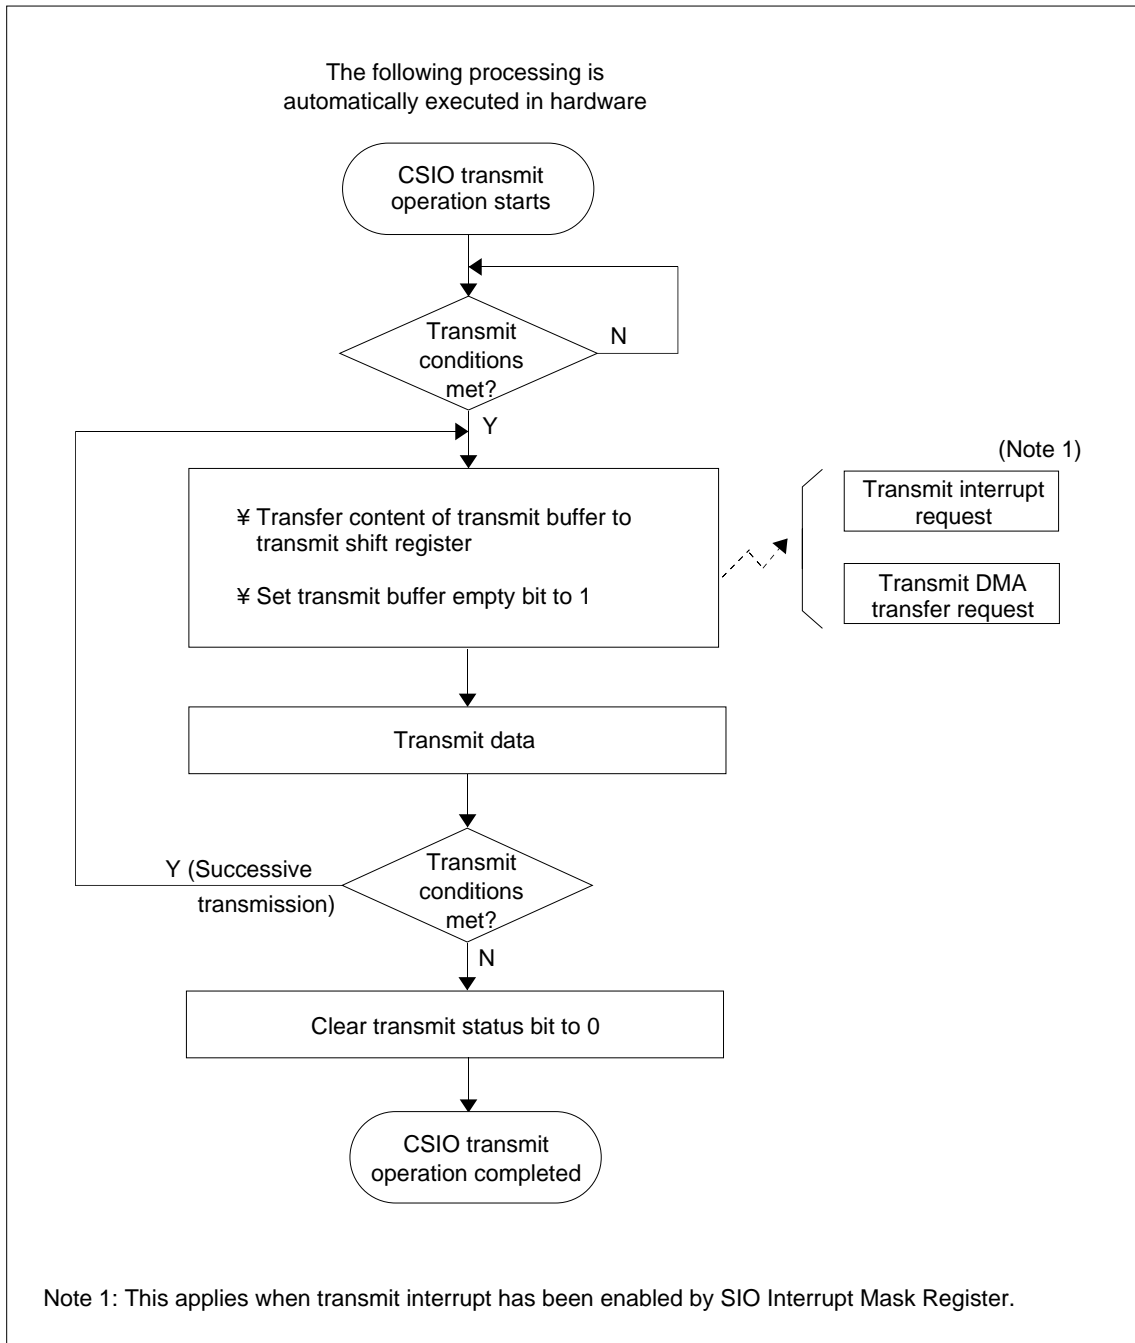 The following processing is
automatically executed in hardware
CSIO transmit
operation starts
Transmit
conditions
met?
N
Y
(Note 1)
¥ Transfer content of transmit buffer to
transmit shift register
¥ Set transmit buffer empty bit to 1
Transmit interrupt
request
Transmit DMA
transfer request
Transmit data
Y (Successive
transmission)
Transmit
conditions
met?
N
Clear transmit status bit to 0
CSIO transmit
operation completed
Note 1: This applies when transmit interrupt has been enabled by SIO Interrupt Mask Register.